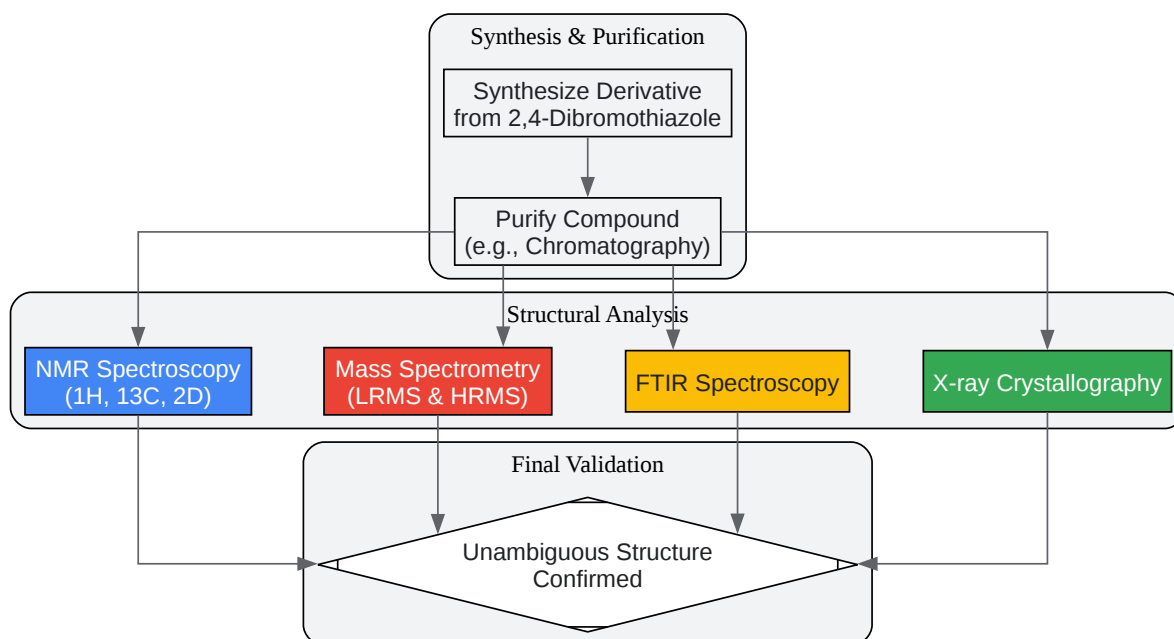 Synthesis & Purification
Synthesize Derivative
from 2,4-Dibromothiazole
Purify Compound
(e.g., Chromatography)
Structural Analysis
NMR Spectroscopy
(1H, 13C, 2D)
Mass Spectrometry
(LRMS & HRMS)
FTIR Spectroscopy
X-ray Crystallography
Final Validation
Unambiguous Structure
Confirmed